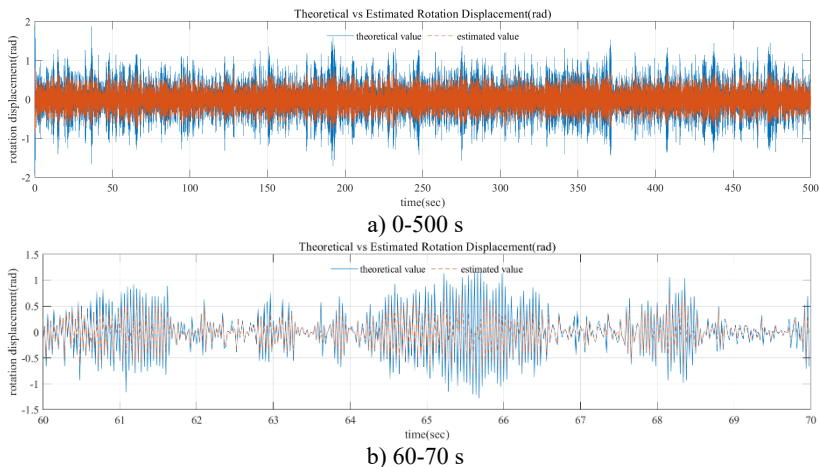 Theoretical vs Estimated Rotation Displacement(rad)
theoretical value estimated value
rotation displacement(rad)
2
1
0
-1
-2
0 50 100 150 200 250 300 350 400 450 500
time(sec)
a) 0-500 s
Theoretical vs Estimated Rotation Displacement(rad)
theoretical value estimated value
rotation displacement(rad)
1.5
1
0.5
0
-0.5
-1
-1.5
60 61 62 63 64 65 66 67 68 69 70
time(sec)
b) 60-70 s